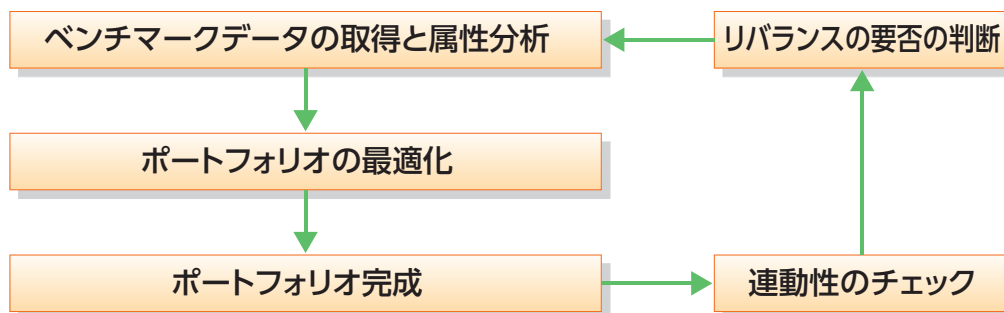 ベンチマークデータの取得と属性分析
リバランスの要否の判断
ポートフォリオの最適化
ポートフォリオ完成
連動性のチェック